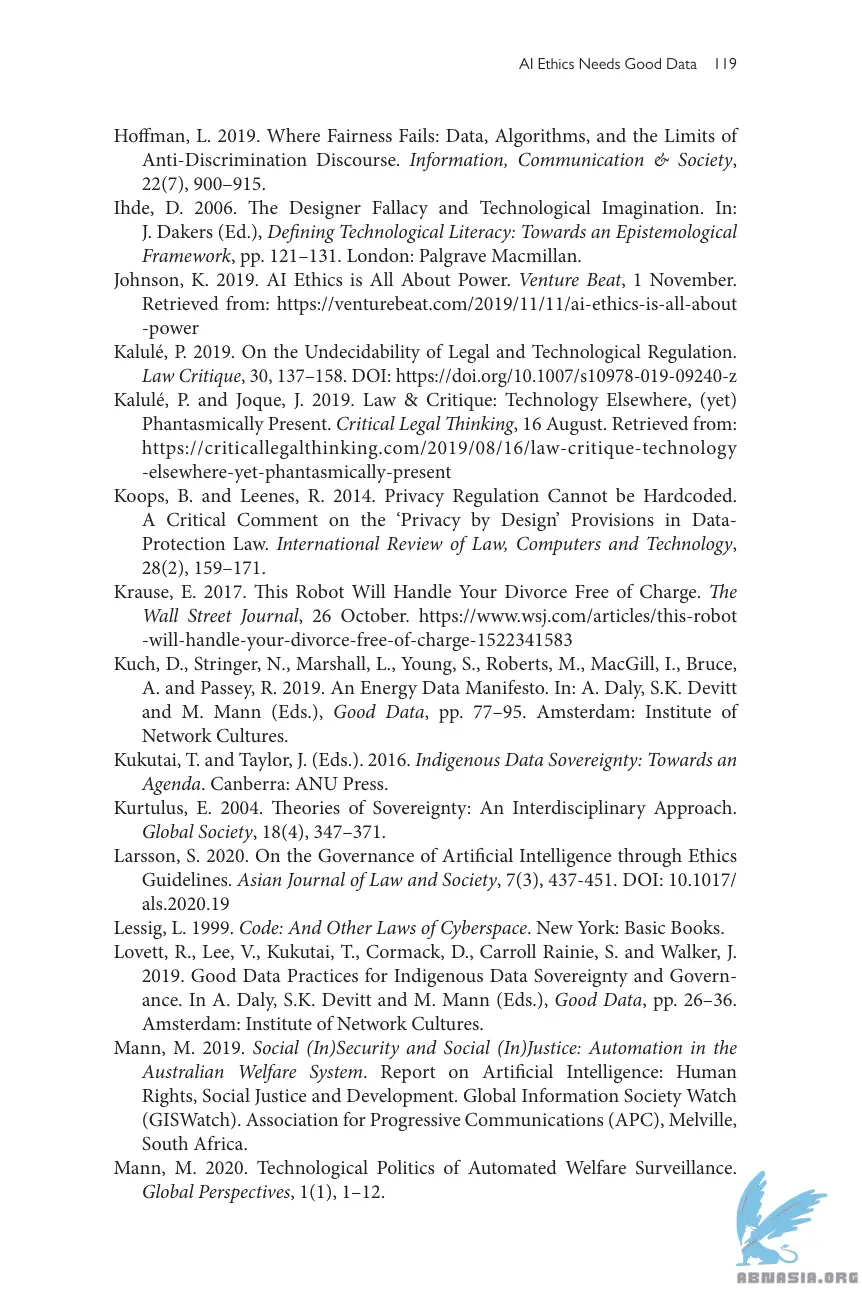 AI Ethics Needs Good Data 119
Hoffman, L. 2019. Where Fairness Fails: Data, Algorithms, and the Limits of
Anti-Discrimination Discourse. Information, Communication & Society,
22(7), 900–915.
Ihde, D. 2006. The Designer Fallacy and Technological Imagination. In:
J. Dakers (Ed.), Defining Technological Literacy: Towards an Epistemological
Framework, pp. 121–131. London: Palgrave Macmillan.
Johnson, K. 2019. AI Ethics is All About Power. Venture Beat, 1 November.
Retrieved from: https://venturebeat.com/2019/11/11/ai-ethics-is-all-about
-power
Kalulé, P. 2019. On the Undecidability of Legal and Technological Regulation.
Law Critique, 30, 137–158. DOI: https://doi.org/10.1007/s10978-019-09240-z
Kalulé, P. and Joque, J. 2019. Law & Critique: Technology Elsewhere, (yet)
Phantasmically Present. Critical Legal Thinking, 16 August. Retrieved from:
https://criticallegalthinking.com/2019/08/16/law-critique-technology
-elsewhere-yet-phantasmically-present
Koops, B. and Leenes, R. 2014. Privacy Regulation Cannot be Hardcoded.
A Critical Comment on the ‘Privacy by Design’ Provisions in Data-
Protection Law. International Review of Law, Computers and Technology,
28(2), 159–171.
Krause, E. 2017. This Robot Will Handle Your Divorce Free of Charge. The
Wall Street Journal, 26 October. https://www.wsj.com/articles/this-robot
-will-handle-your-divorce-free-of-charge-1522341583
Kuch, D., Stringer, N., Marshall, L., Young, S., Roberts, M., MacGill, I., Bruce,
A. and Passey, R. 2019. An Energy Data Manifesto. In: A. Daly, S.K. Devitt
and M. Mann (Eds.), Good Data, pp. 77–95. Amsterdam: Institute of
Network Cultures.
Kukutai, T. and Taylor, J. (Eds.). 2016. Indigenous Data Sovereignty: Towards an
Agenda. Canberra: ANU Press.
Kurtulus, E. 2004. Theories of Sovereignty: An Interdisciplinary Approach.
Global Society, 18(4), 347–371.
Larsson, S. 2020. On the Governance of Artificial Intelligence through Ethics
Guidelines. Asian Journal of Law and Society, 7(3), 437-451. DOI: 10.1017/
als.2020.19
Lessig, L. 1999. Code: And Other Laws of Cyberspace. New York: Basic Books.
Lovett, R., Lee, V., Kukutai, T., Cormack, D., Carroll Rainie, S. and Walker, J.
2019. Good Data Practices for Indigenous Data Sovereignty and Govern-
ance. In A. Daly, S.K. Devitt and M. Mann (Eds.), Good Data, pp. 26–36.
Amsterdam: Institute of Network Cultures.
Mann, M. 2019. Social (In)Security and Social (In)Justice: Automation in the
Australian Welfare System. Report on Artificial Intelligence: Human
Rights, Social Justice and Development. Global Information Society Watch
(GISWatch). Association for Progressive Communications (APC), Melville,
South Africa.
Mann, M. 2020. Technological Politics of Automated Welfare Surveillance.
Global Perspectives, 1(1), 1–12.
ABNASIA.ORG